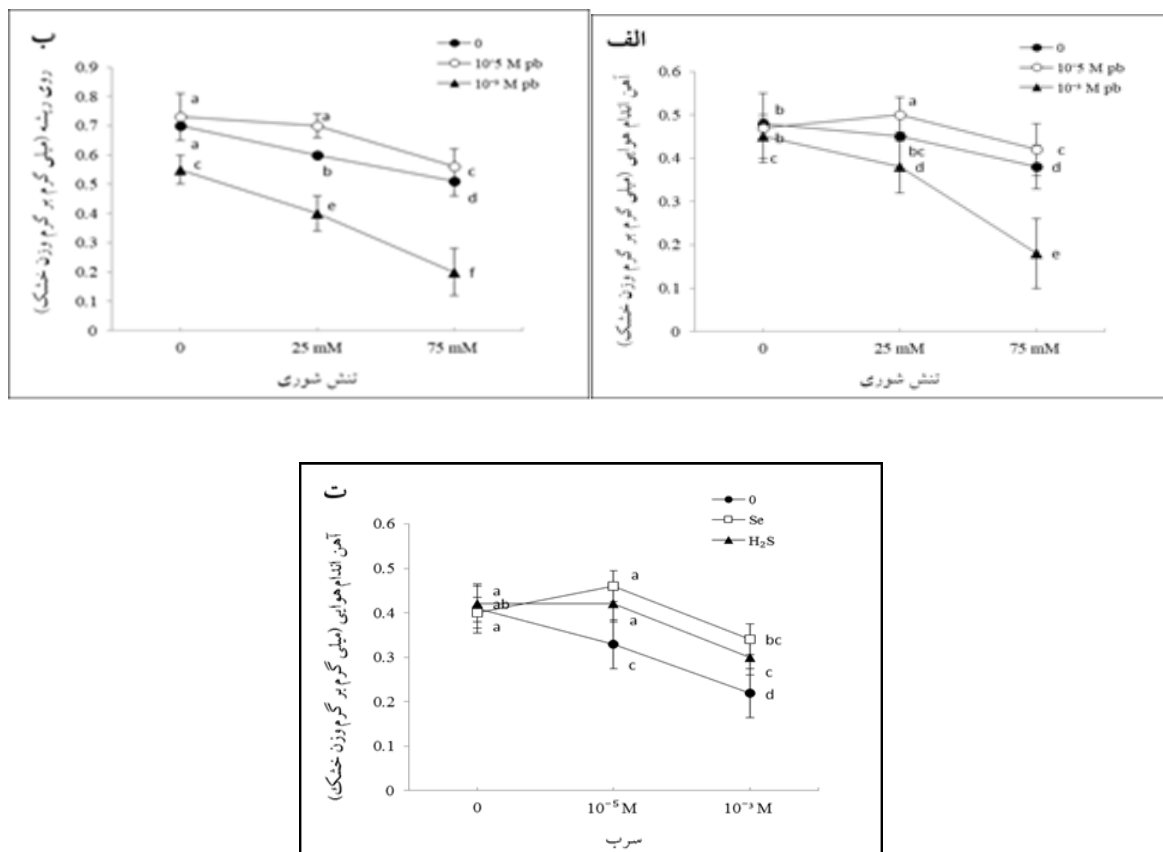 الف
0
10⁻5 M pb
10⁻³ M pb
آهن اندام هوایی (میلی گرم بر گرم وزن خشک)
0.6
0.5
0.4
0.3
0.2
0.1
0
b
b
c
a
bc
d
c
d
e
0
25 mM
75 mM
تنش شوری
ب
0
10⁻5 M pb
10⁻³ M pb
روی ریشه (میلی گرم بر گرم وزن خشک)
0.9
0.8
0.7
0.6
0.5
0.4
0.3
0.2
0.1
0
a
a
c
a
b
e
c
d
f
0
25 mM
75 mM
تنش شوری
ت
0
Se
H₂S
آهن اندام هوایی (میلی گرم بر گرم وزن خشک)
0.6
0.5
0.4
0.3
0.2
0.1
0
a
ab
a
a
a
c
bc
c
d
0
10⁻⁵ M
10⁻³ M
سرب